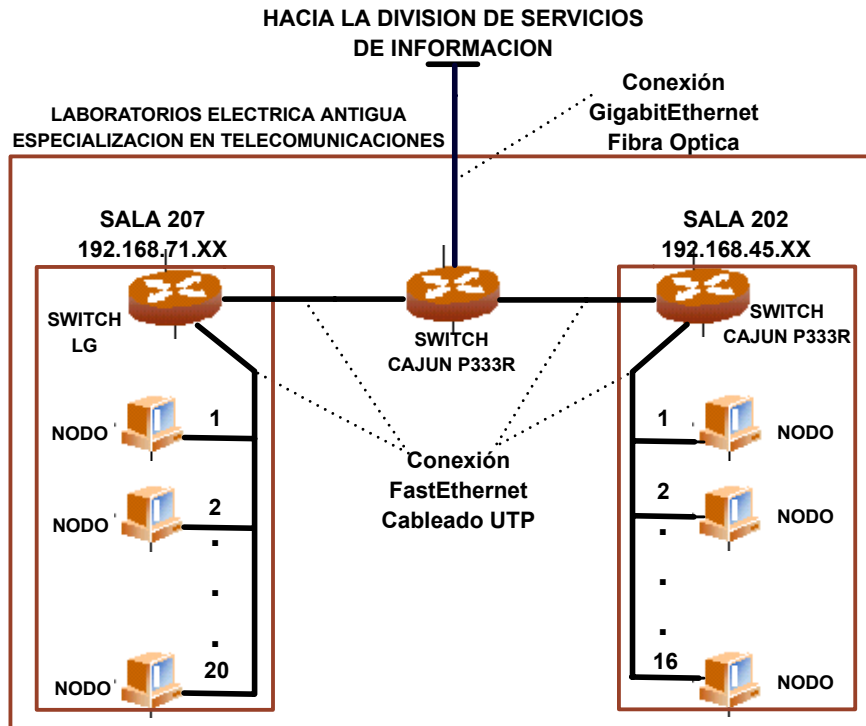 HACIA LA DIVISION DE SERVICIOS
DE INFORMACION
Conexión
GigabitEthernet
Fibra Optica
LABORATORIOS ELECTRICA ANTIGUA
ESPECIALIZACION EN TELECOMUNICACIONES
SALA 207
192.168.71.XX
SALA 202
192.168.45.XX
SWITCH
LG
SWITCH
CAJUN P333R
SWITCH
CAJUN P333R
NODO
1
NODO
2
NODO
20
Conexión
FastEthernet
Cableado UTP
1
NODO
2
NODO
16
NODO